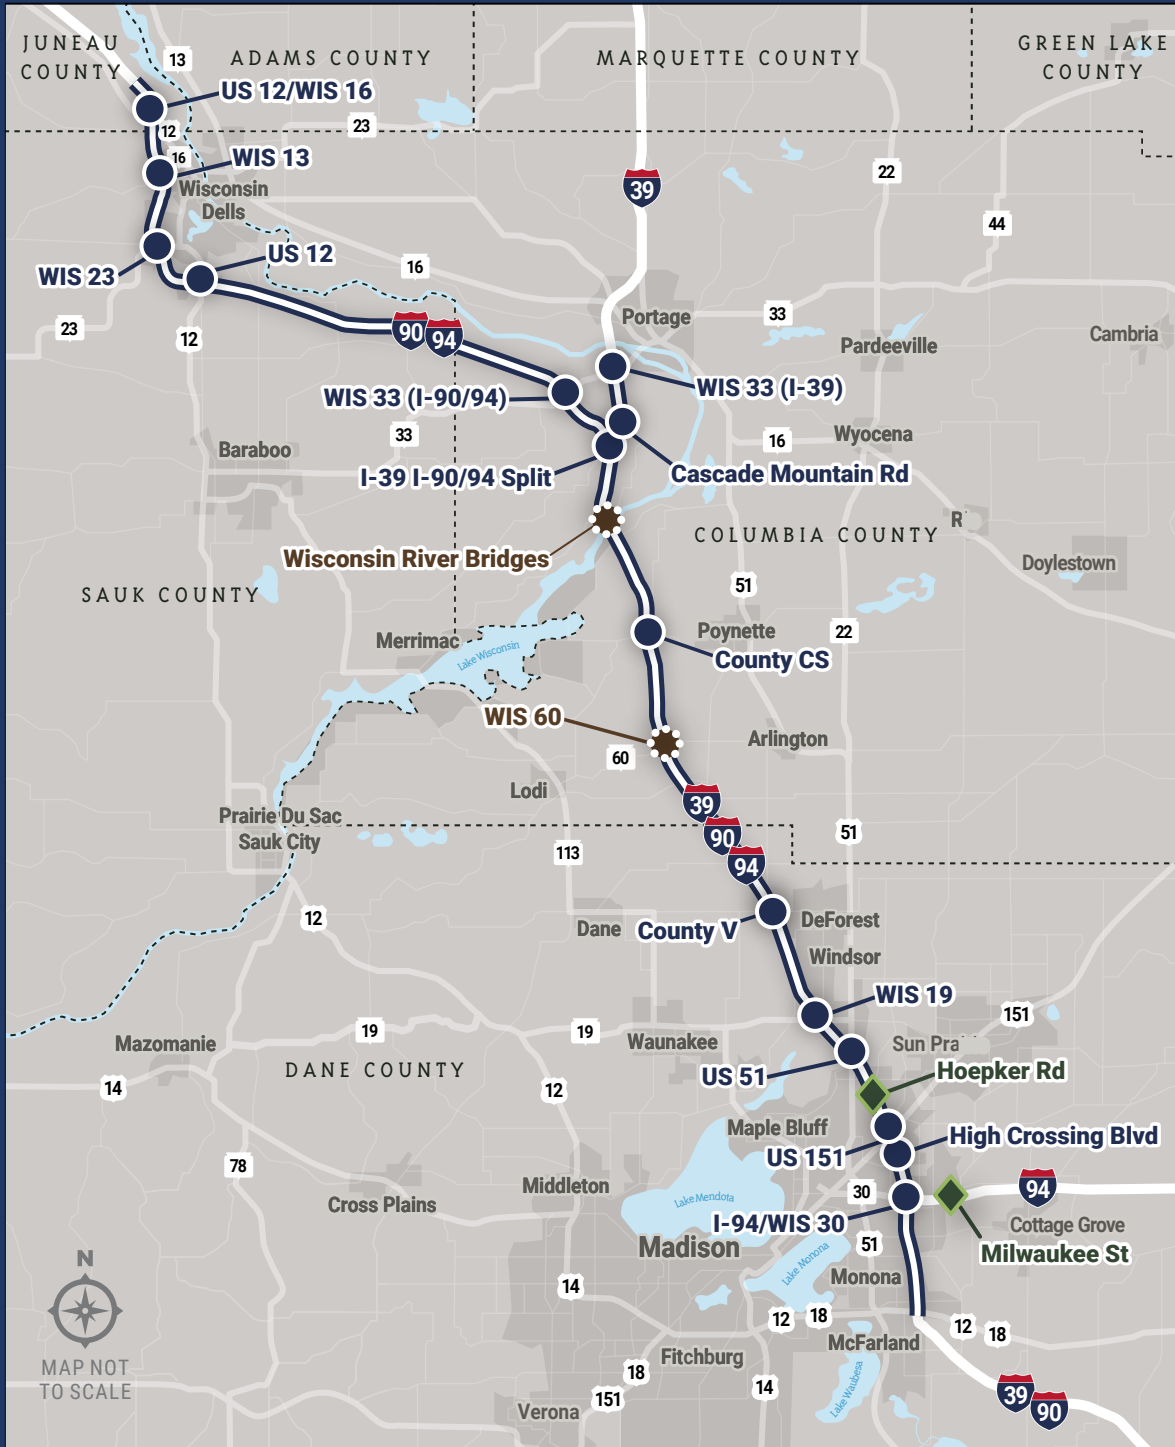 JUNEAU
COUNTY
ADAMS COUNTY
MARQUETTE COUNTY
GREEN LAKE
COUNTY
13
US 12/WIS 16
12
23
16
WIS 13
Wisconsin
Dells
39
22
44
WIS 23
US 12
16
23
12
90
94
Portage
33
Pardeeville
Cambria
WIS 33 (I-90/94)
WIS 33 (I-39)
33
16
Wyocena
Baraboo
I-39 I-90/94 Split
Cascade Mountain Rd
COLUMBIA COUNTY
Wisconsin River Bridges
Doylestown
SAUK COUNTY
51
Merrimac
Lake Wisconsin
Poynette
22
County CS
WIS 60
60
Arlington
Lodi
39
90
94
Prairie Du Sac
Sauk City
113
51
12
Dane
County V
DeForest
Windsor
WIS 19
151
19
19
Mazomanie
Waunakee
Sun Pra
DANE COUNTY
US 51
Hoepker Rd
14
12
Maple Bluff
US 151
High Crossing Blvd
78
Middleton
Cross Plains
Lake Mendota
30
94
I-94/WIS 30
Cottage Grove
Madison
51
Milwaukee St
Lake Monona
Monona
N
14
12
18
12
18
McFarland
MAP NOT
TO SCALE
Fitchburg
18
14
Lake Waubesa
39
90
151
Verona